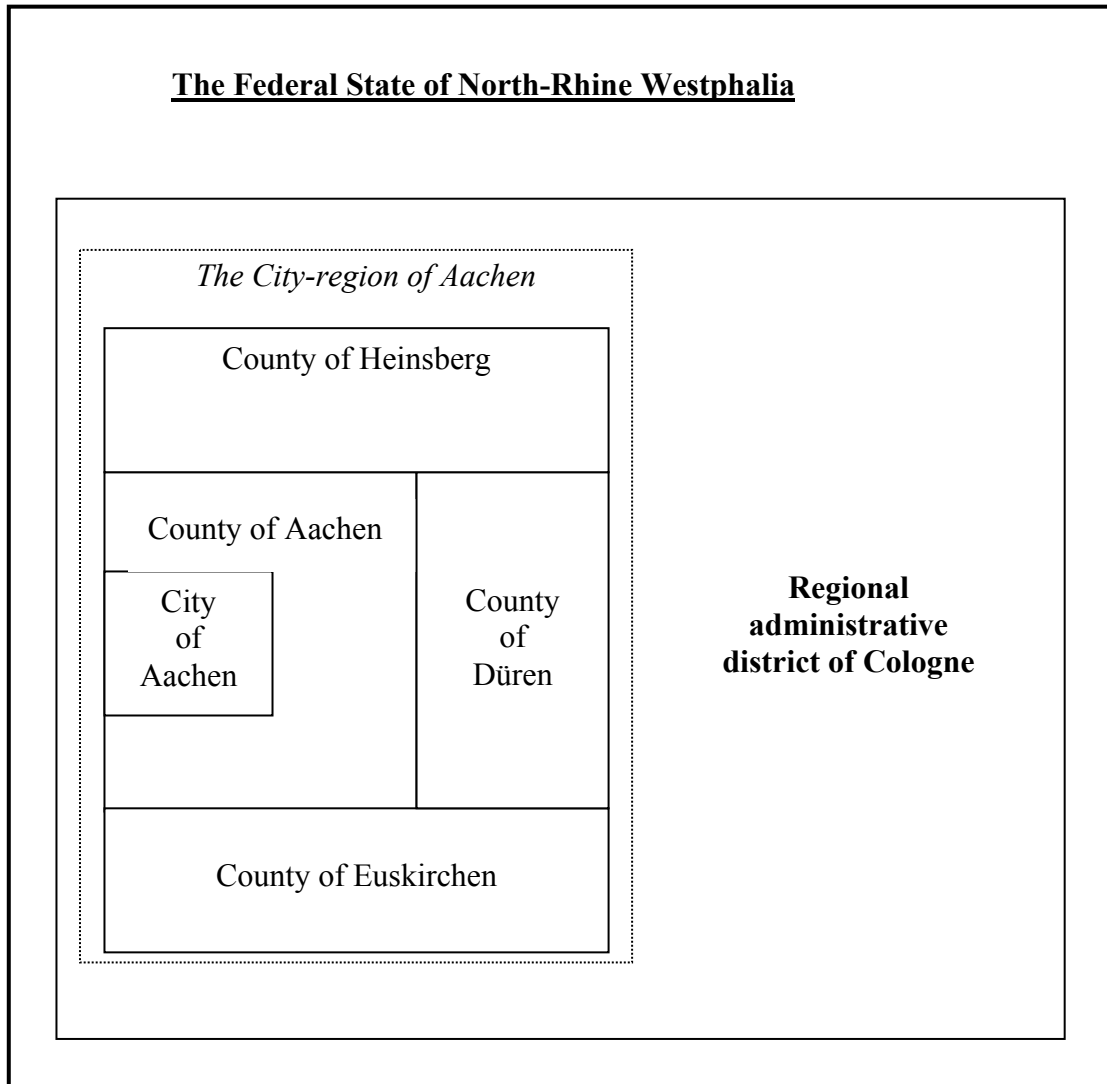 The Federal State of North-Rhine Westphalia
The City-region of Aachen
County of Heinsberg
County of Aachen
City
of
Aachen
County
of
Düren
County of Euskirchen
Regional
administrative
district of Cologne